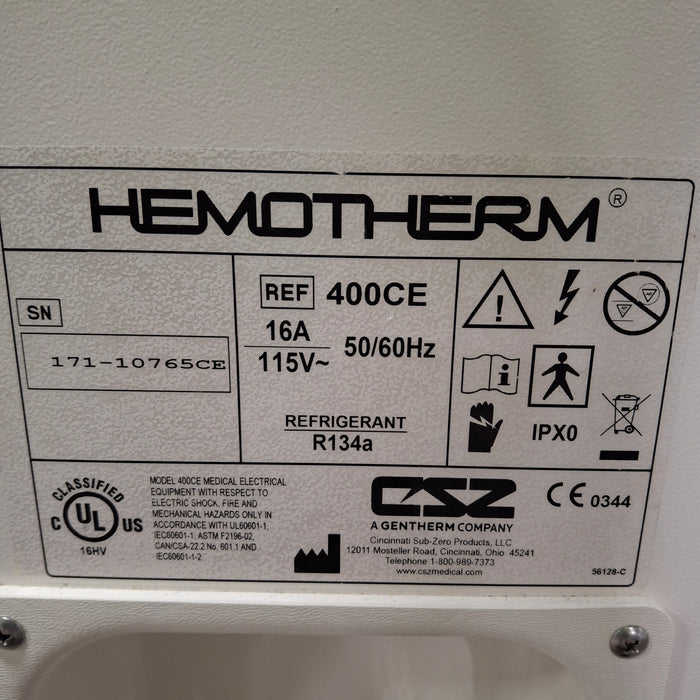 HEMOTHERM®
SN
171-10765CE
REF 400CE
16A
115V~ 50/60Hz
REFRIGERANT
R134a
i
IPX0
CLASSIFIED
C UL US
16HV
MODEL 400CE MEDICAL ELECTRICAL
EQUIPMENT WITH RESPECT TO
ELECTRIC SHOCK, FIRE AND
MECHANICAL HAZARDS ONLY IN
ACCORDANCE WITH UL60601-1,
IEC60601-1, ASTM F2196-02,
CAN/CSA-22.2 No. 601.1 AND
IEC60601-1-2
CSZ
A GENTHERM COMPANY
Cincinnati Sub-Zero Products, LLC
12011 Mosteller Road, Cincinnati, Ohio 45241
Telephone 1-800-989-7373
www.cszmedical.com
CE 0344
56128-C